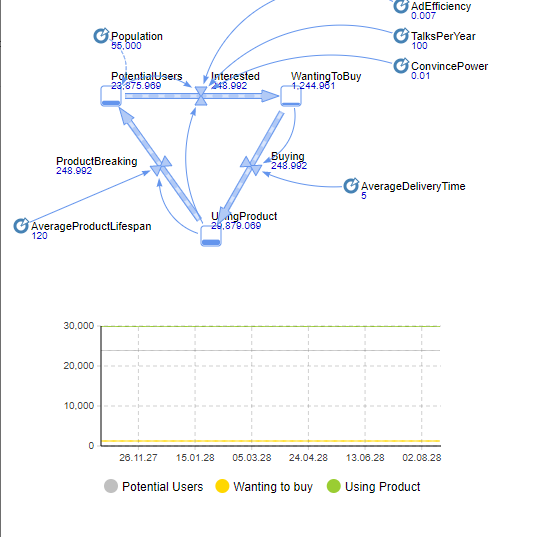 AdEfficiency
0.007
Population
55,000
TalksPerYear
100
ConvincePower
0.01
PotentialUsers
23,875.969
Interested
248.992
WantingToBuy
1,244.961
ProductBreaking
248.992
Buying
248.992
AverageDeliveryTime
5
AverageProductLifespan
120
UsingProduct
29,879.069
30,000
20,000
10,000
0
26.11.27 15.01.28 05.03.28 24.04.28 13.06.28 02.08.28
Potential Users Wanting to buy Using Product